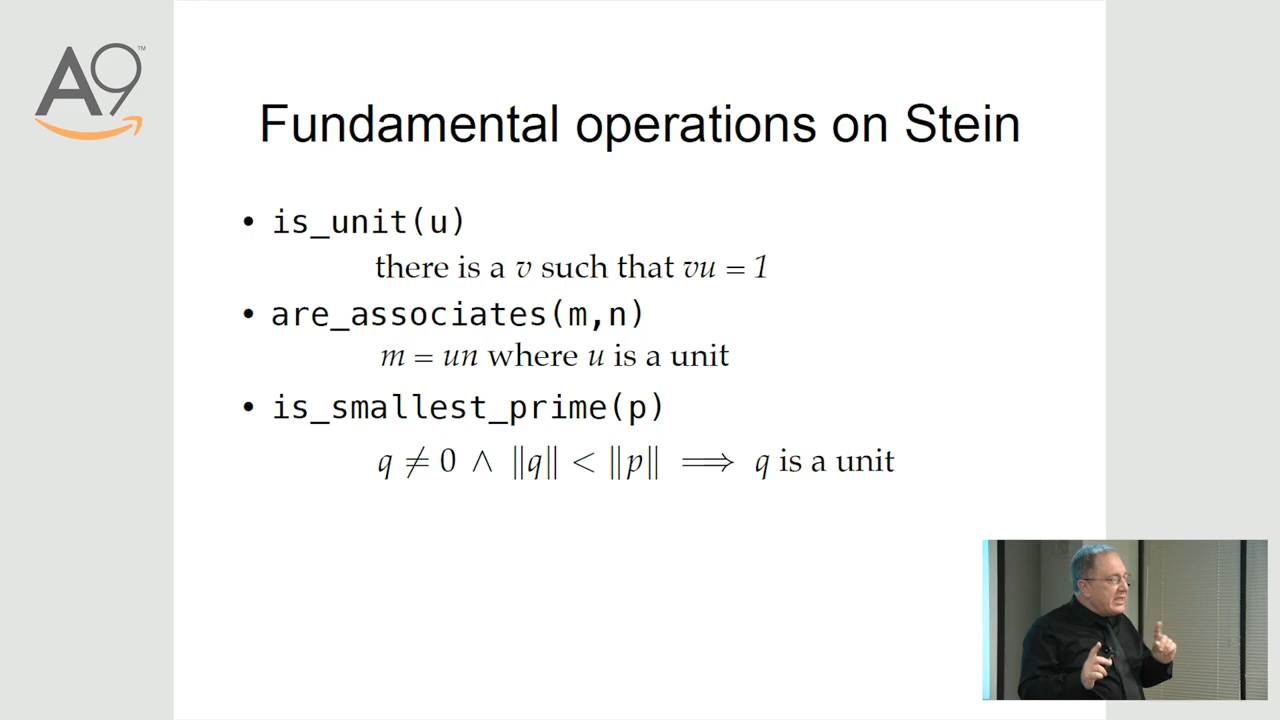 A9™
Fundamental operations on Stein
• is_unit(u)
there is a v such that vu = 1
• are_associates(m,n)
m = un where u is a unit
• is_smallest_prime(p)
q ≠ 0 ∧ ‖q‖ < ‖p‖ ⟹ q is a unit